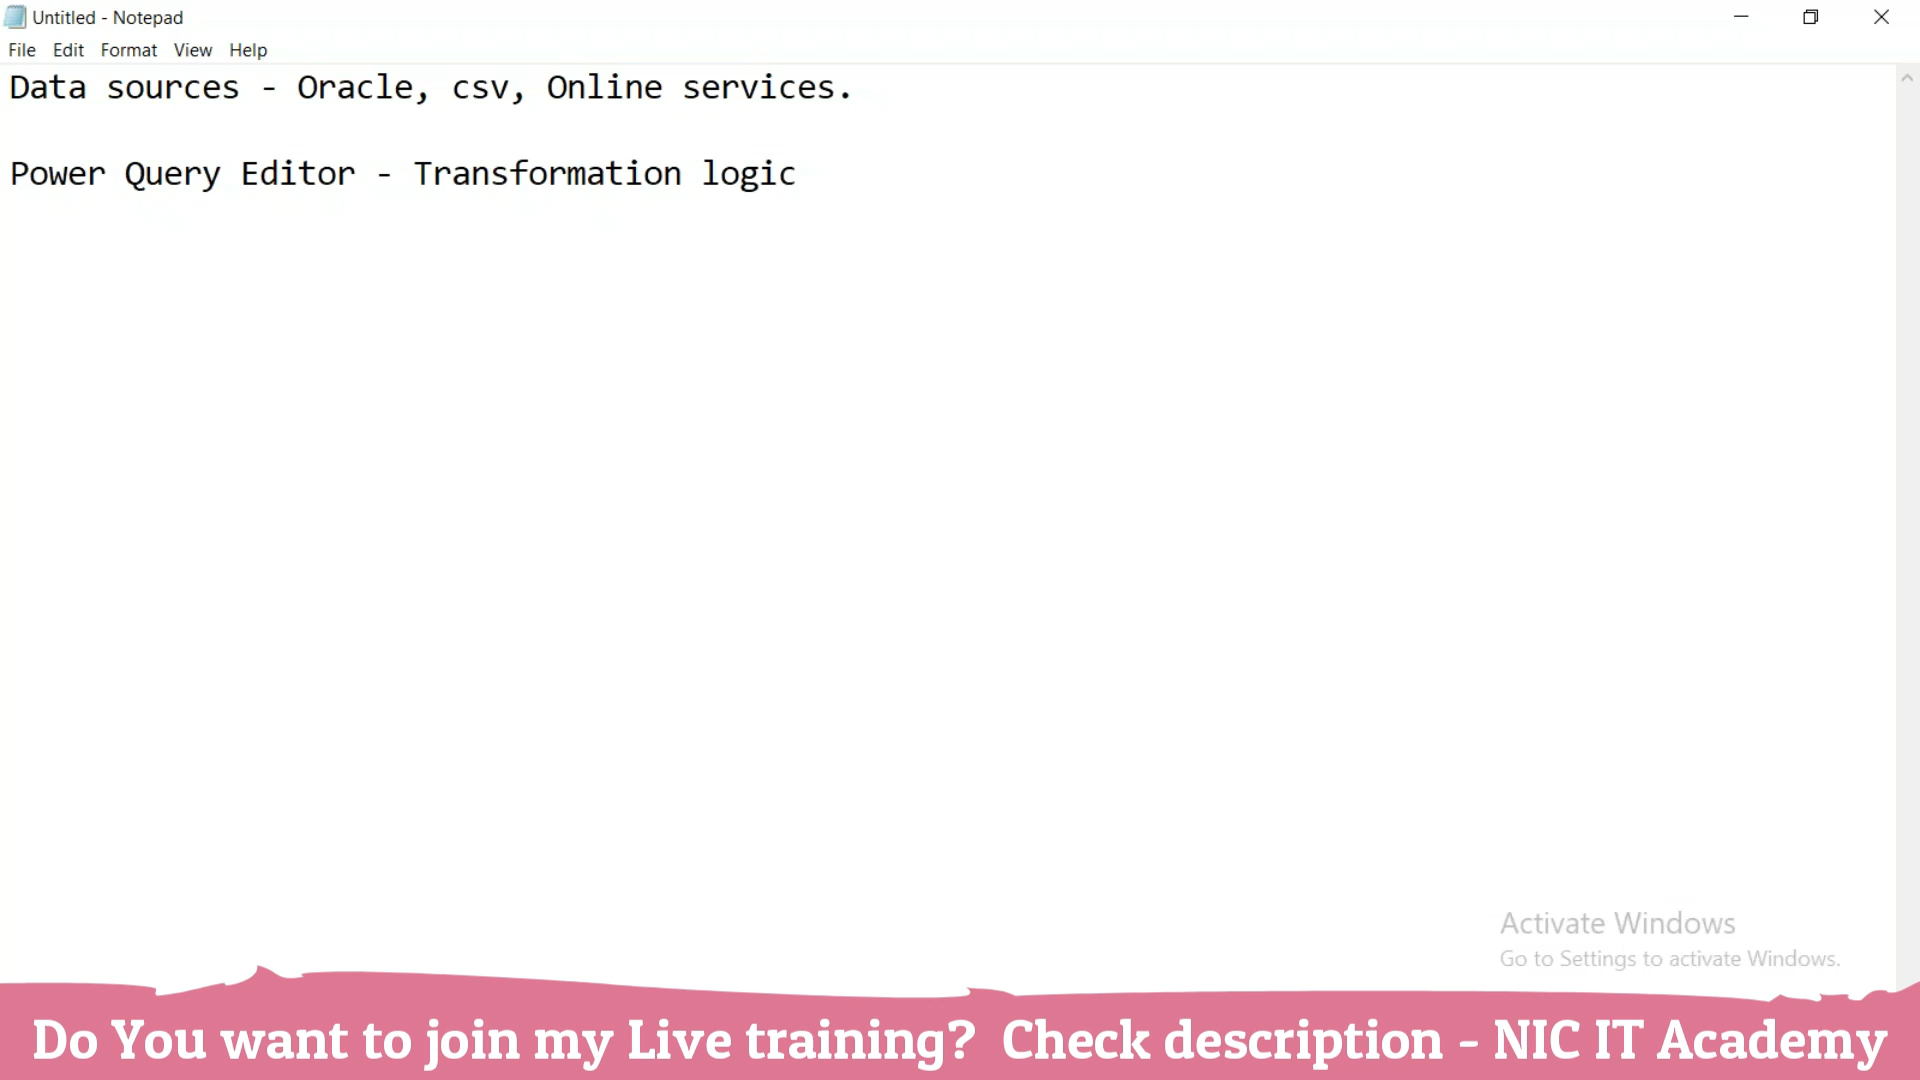 Untitled - Notepad
File Edit Format View Help
Data sources - Oracle, csv, Online services.
Power Query Editor - Transformation logic
Activate Windows
Go to Settings to activate Windows.
Do You want to join my Live training? Check description - NIC IT Academy